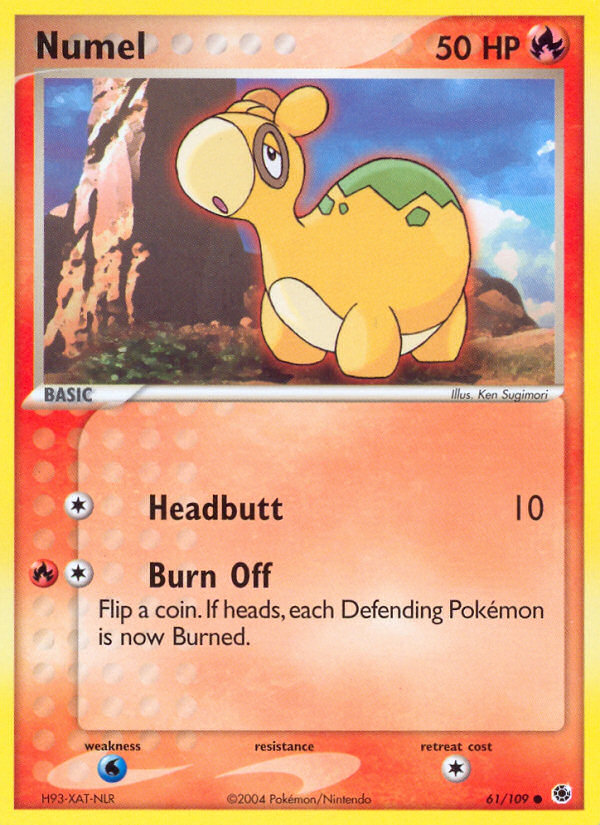 Numel 50 HP
BASIC Illus. Ken Sugimori
Headbutt 10
Burn Off
Flip a coin. If heads, each Defending Pokémon
is now Burned.
weakness resistance retreat cost
H93-XAT-NLR ©2004 Pokémon/Nintendo 61/109